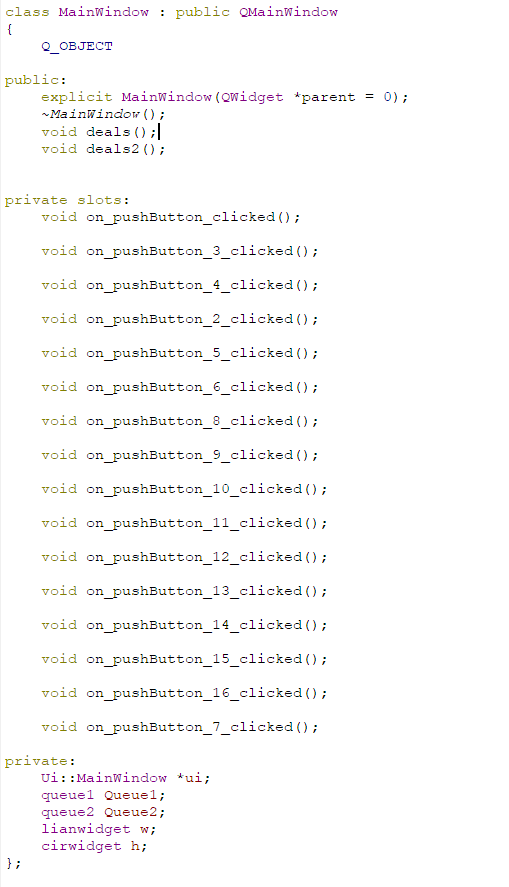 class MainWindow : public QMainWindow
{
    Q_OBJECT

public:
    explicit MainWindow(QWidget *parent = 0);
    ~MainWindow();
    void deals();
    void deals2();


private slots:
    void on_pushButton_clicked();

    void on_pushButton_3_clicked();

    void on_pushButton_4_clicked();

    void on_pushButton_2_clicked();

    void on_pushButton_5_clicked();

    void on_pushButton_6_clicked();

    void on_pushButton_8_clicked();

    void on_pushButton_9_clicked();

    void on_pushButton_10_clicked();

    void on_pushButton_11_clicked();

    void on_pushButton_12_clicked();

    void on_pushButton_13_clicked();

    void on_pushButton_14_clicked();

    void on_pushButton_15_clicked();

    void on_pushButton_16_clicked();

    void on_pushButton_7_clicked();

private:
    Ui::MainWindow *ui;
    queue1 Queue1;
    queue2 Queue2;
    lianwidget w;
    cirwidget h;
};